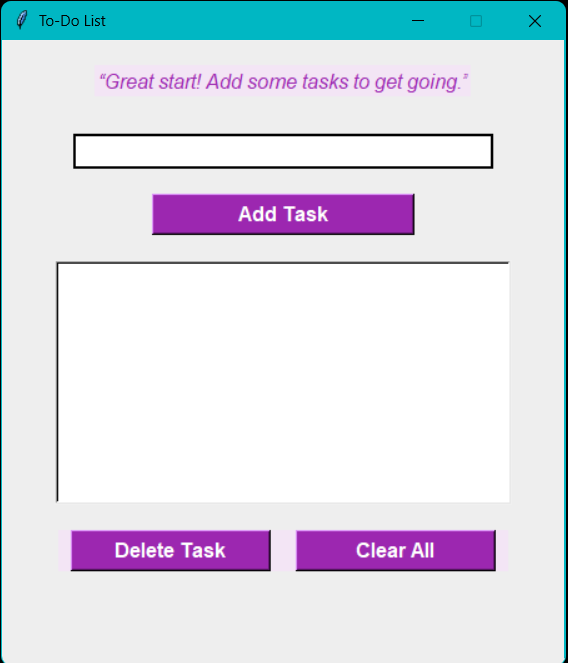 To-Do List
“Great start! Add some tasks to get going.”
Add Task
Delete Task
Clear All